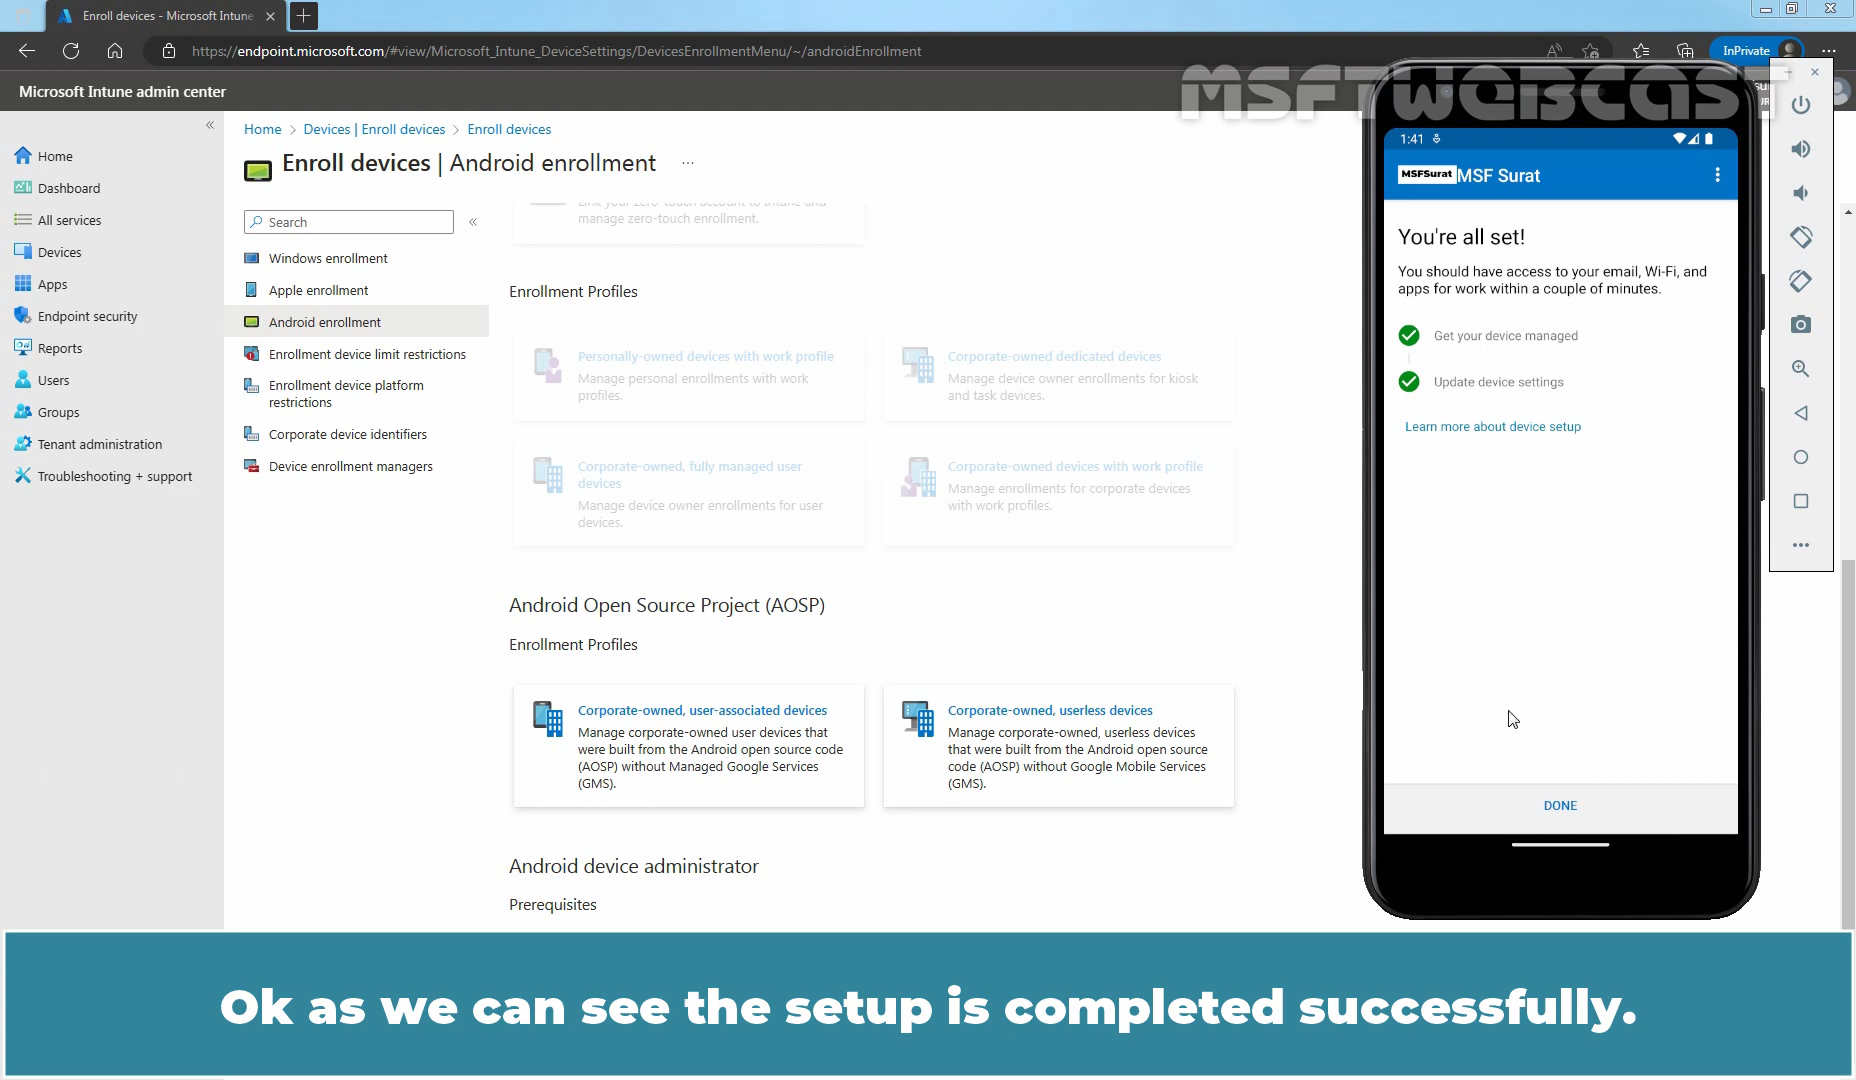 Enroll devices - Microsoft Intune
https://endpoint.microsoft.com/#view/Microsoft_Intune_DeviceSettings/DevicesEnrollmentMenu/~/androidEnrollment
InPrivate
Microsoft Intune admin center
MSFTWEBCAST
Home
Dashboard
All services
Devices
Apps
Endpoint security
Reports
Users
Groups
Tenant administration
Troubleshooting + support
Home > Devices | Enroll devices > Enroll devices
Enroll devices | Android enrollment
Search
Windows enrollment
Apple enrollment
Android enrollment
Enrollment device limit restrictions
Enrollment device platform
restrictions
Corporate device identifiers
Device enrollment managers
Link your zero-touch account to Intune and
manage zero-touch enrollment.
Enrollment Profiles
Personally-owned devices with work profile
Manage personal enrollments with work
profiles.
Corporate-owned dedicated devices
Manage device owner enrollments for kiosk
and task devices.
Corporate-owned, fully managed user
devices
Manage device owner enrollments for user
devices.
Corporate-owned devices with work profile
Manage enrollments for corporate devices
with work profiles.
Android Open Source Project (AOSP)
Enrollment Profiles
Corporate-owned, user-associated devices
Manage corporate-owned user devices that
were built from the Android open source code
(AOSP) without Managed Google Services
(GMS).
Corporate-owned, userless devices
Manage corporate-owned, userless devices
that were built from the Android open source
code (AOSP) without Google Mobile Services
(GMS).
Android device administrator
Prerequisites
1:41
MSFSurat MSF Surat
You're all set!
You should have access to your email, Wi-Fi, and
apps for work within a couple of minutes.
Get your device managed
Update device settings
Learn more about device setup
DONE
Ok as we can see the setup is completed successfully.